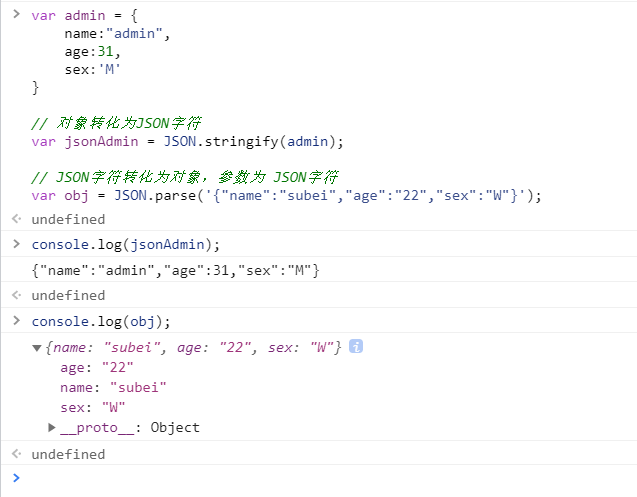 var admin = {
    name:"admin",
    age:31,
    sex:'M'
}
// 对象转化为JSON字符
var jsonAdmin = JSON.stringify(admin);
// JSON字符转化为对象，参数为 JSON字符
var obj = JSON.parse('{"name":"subei","age":"22","sex":"W"}');
undefined
console.log(jsonAdmin);
{"name":"admin","age":31,"sex":"M"}
undefined
console.log(obj);
{name: "subei", age: "22", sex: "W"} i
age: "22"
name: "subei"
sex: "W"
__proto__: Object
undefined